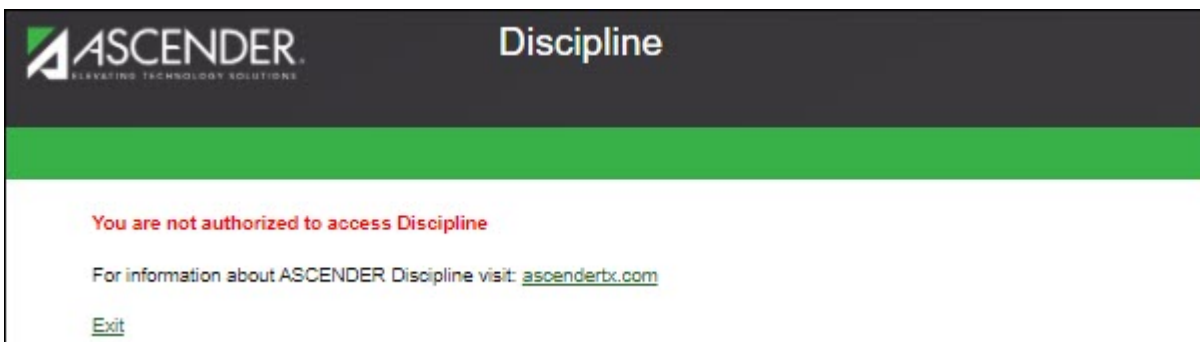 ASCENDER.
ELEVATING TECHNOLOGY SOLUTIONS
Discipline
You are not authorized to access Discipline
For information about ASCENDER Discipline visit: ascendertx.com
Exit